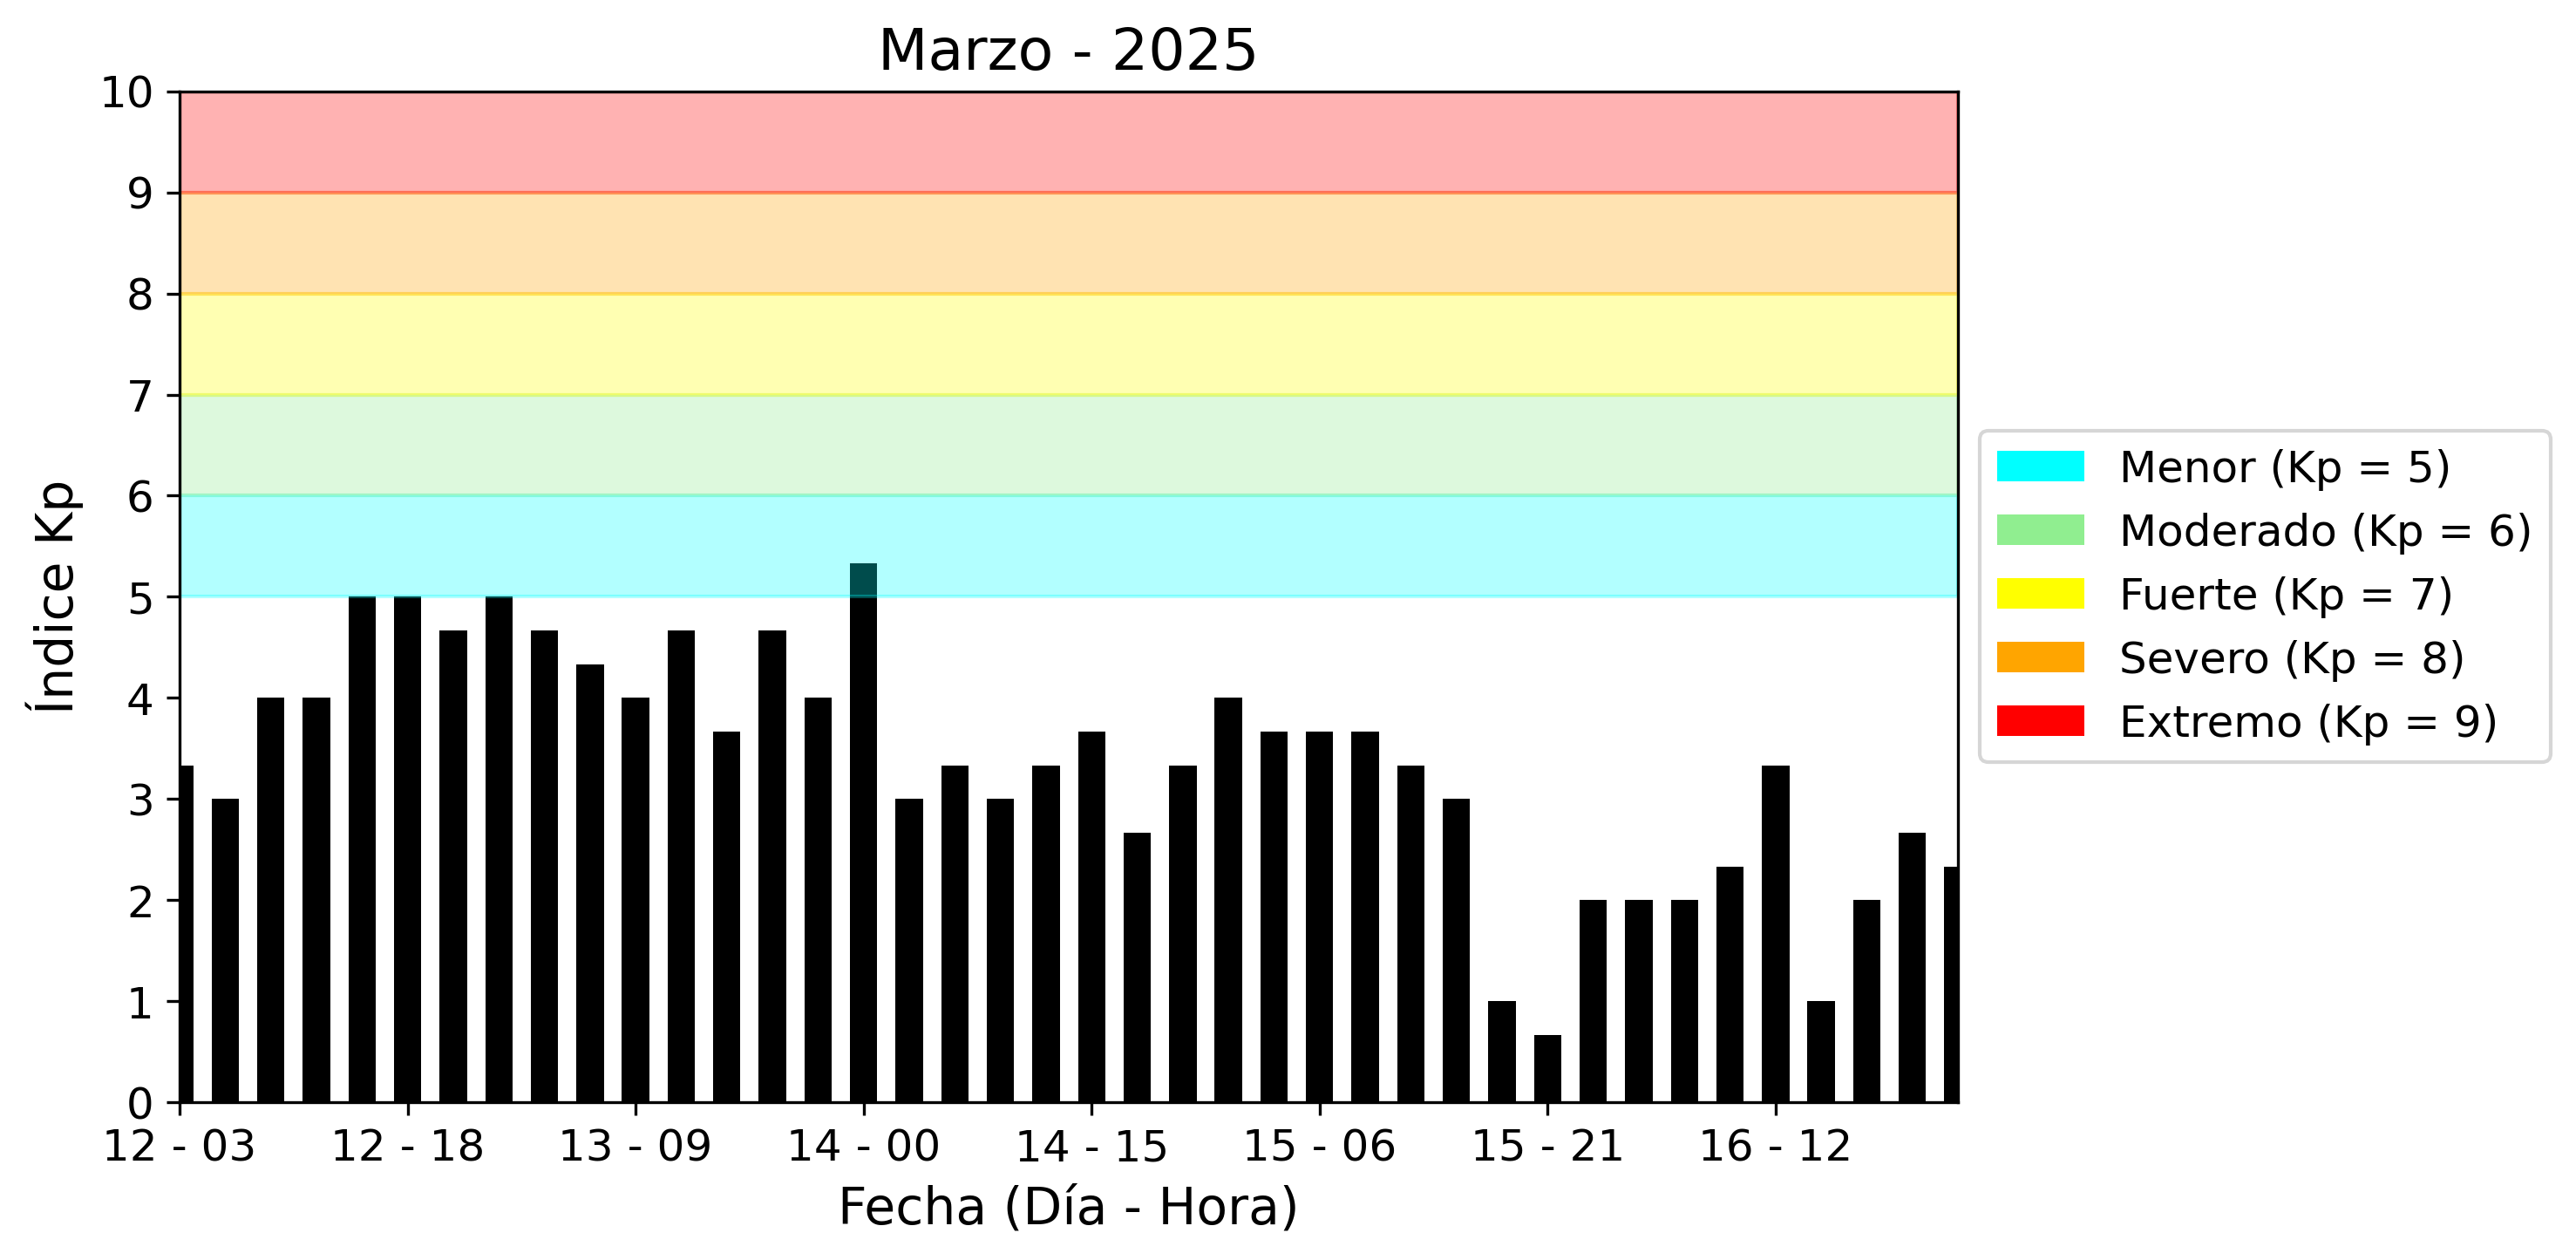 Marzo - 2025
10
9
8
7
6
5
4
3
2
1
0
Índice Kp
12 - 03 12 - 18 13 - 09 14 - 00 14 - 15 15 - 06 15 - 21 16 - 12
Fecha (Día - Hora)
Menor (Kp = 5)
Moderado (Kp = 6)
Fuerte (Kp = 7)
Severo (Kp = 8)
Extremo (Kp = 9)